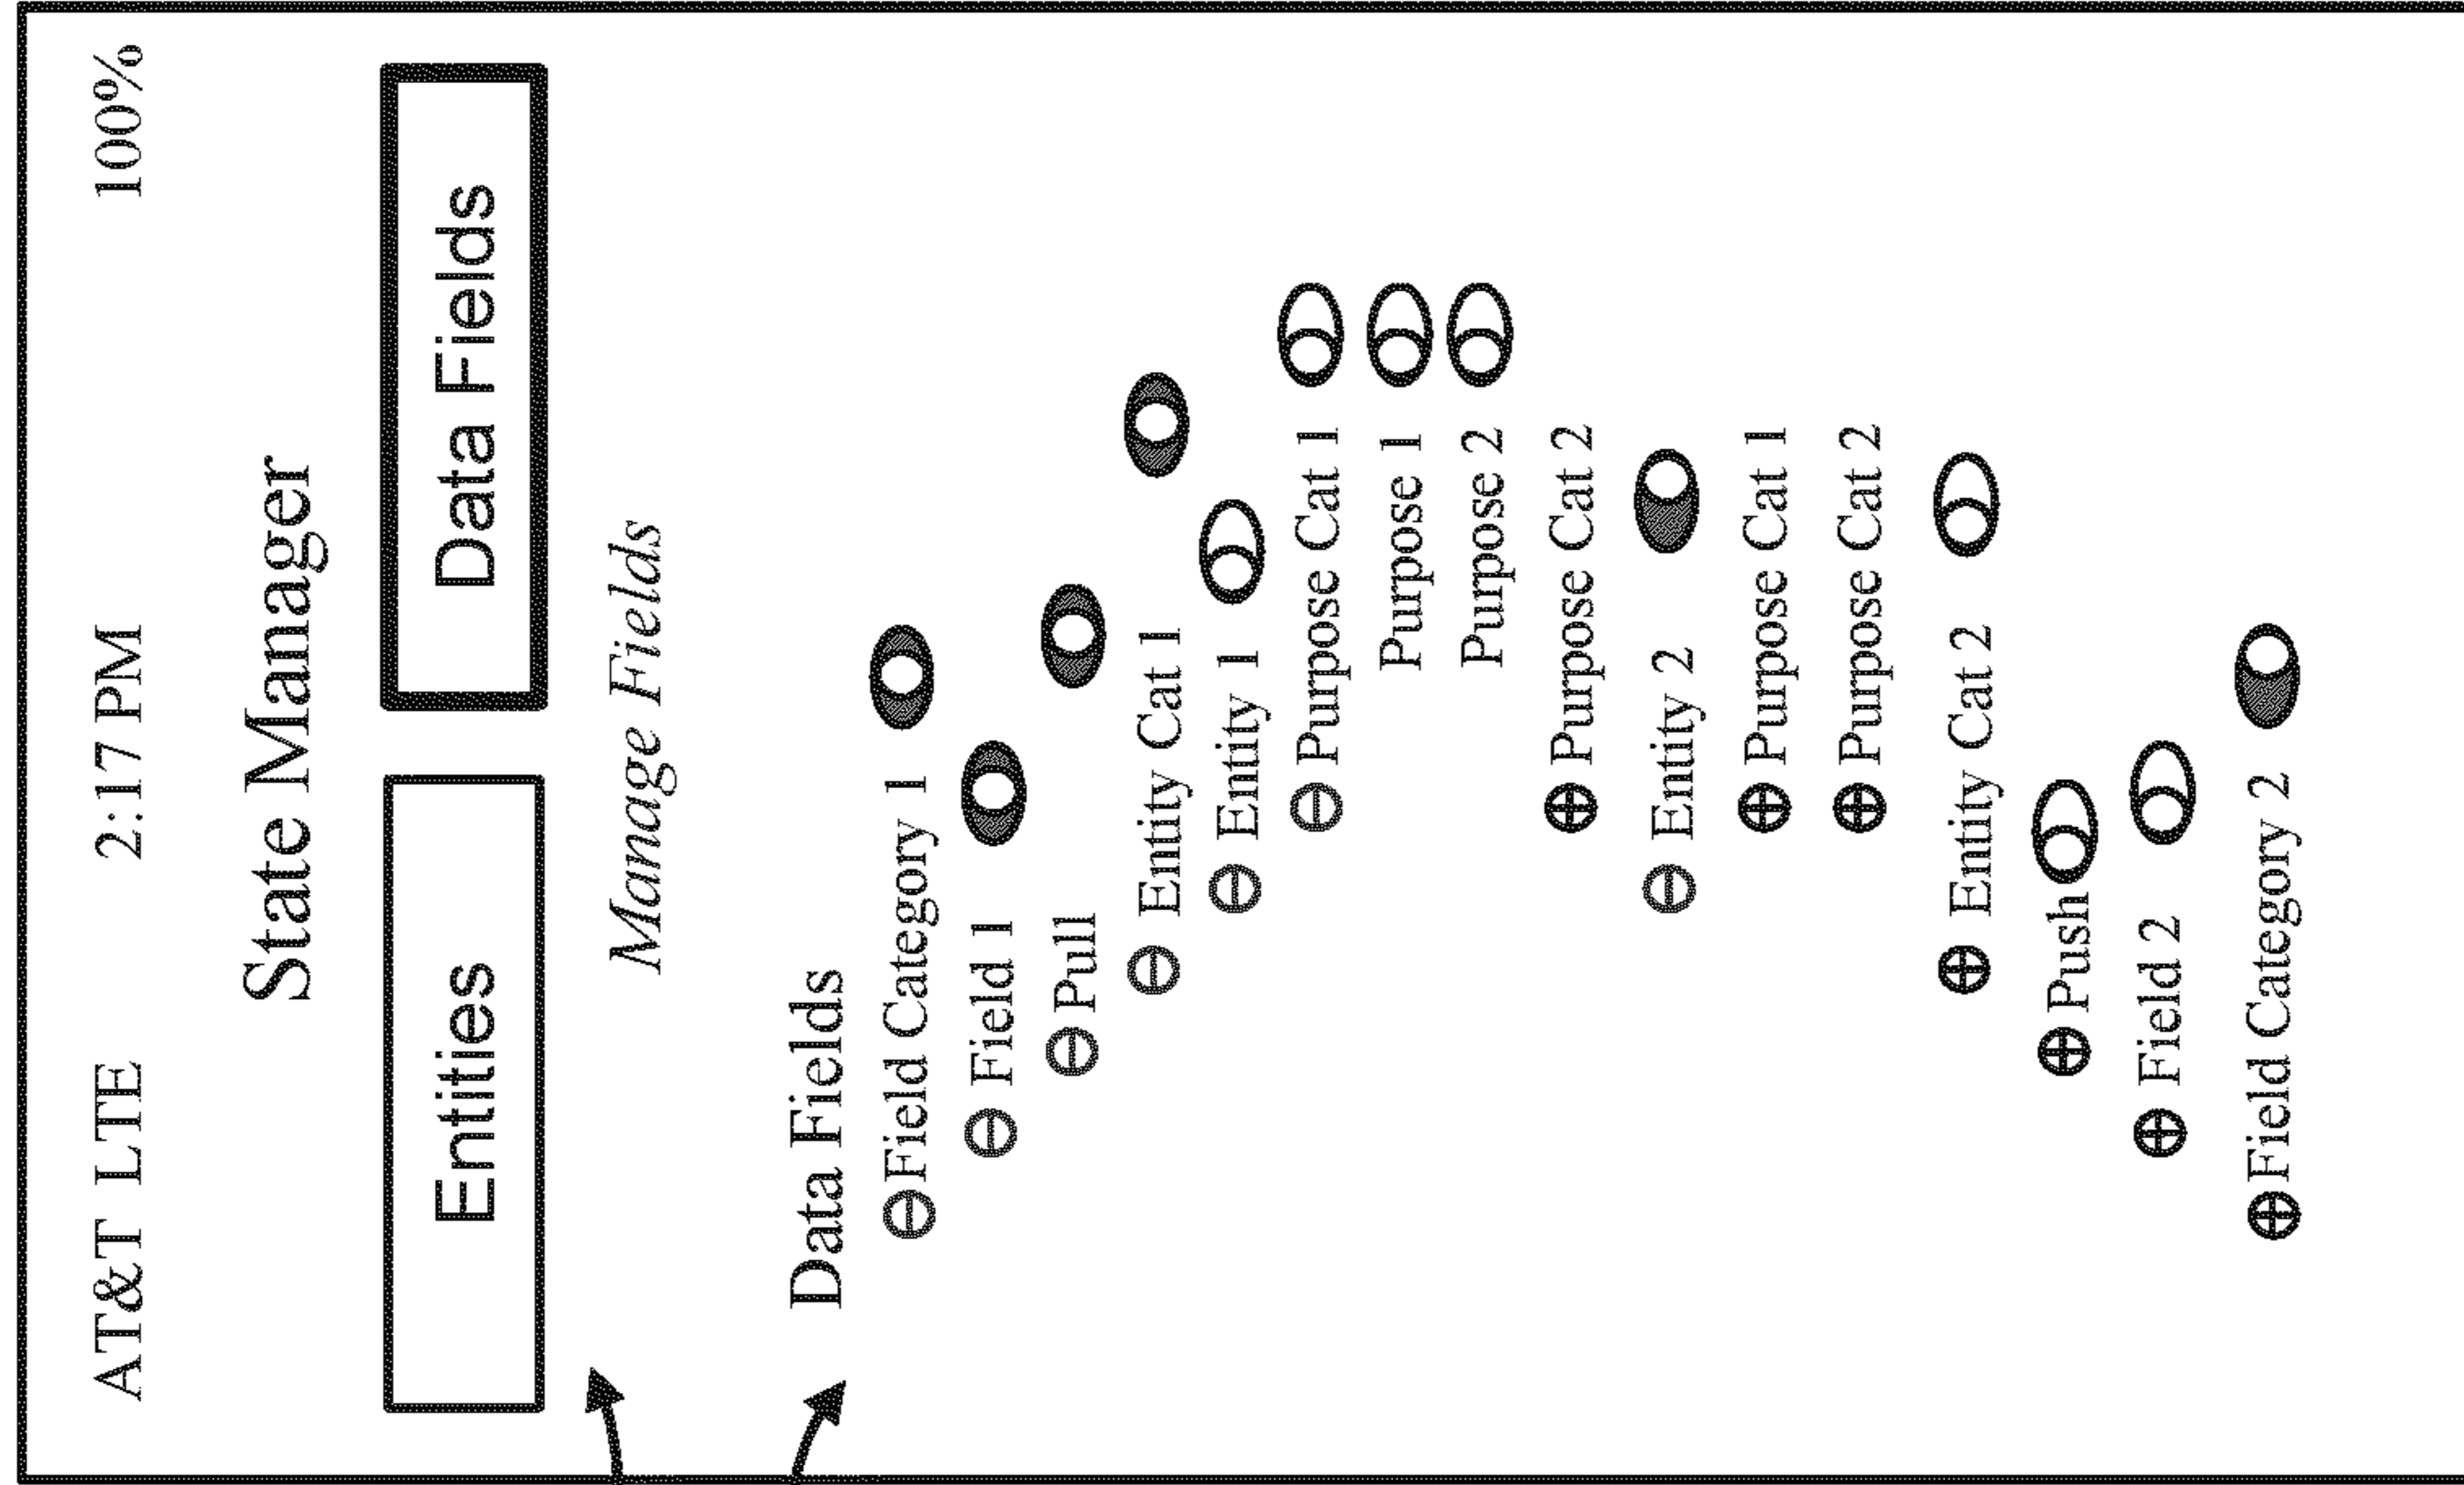 AT&T LTE 2:17 PM 100%
State Manager
Entities Data Fields
Manage Fields
Data Fields
Field Category 1
Field 1
Pull
Entity Cat 1
Entity 1
Purpose Cat 1
Purpose 1
Purpose 2
Purpose Cat 2
Entity 2
Purpose Cat 1
Purpose Cat 2
Entity Cat 2
Push
Field 2
Field Category 2